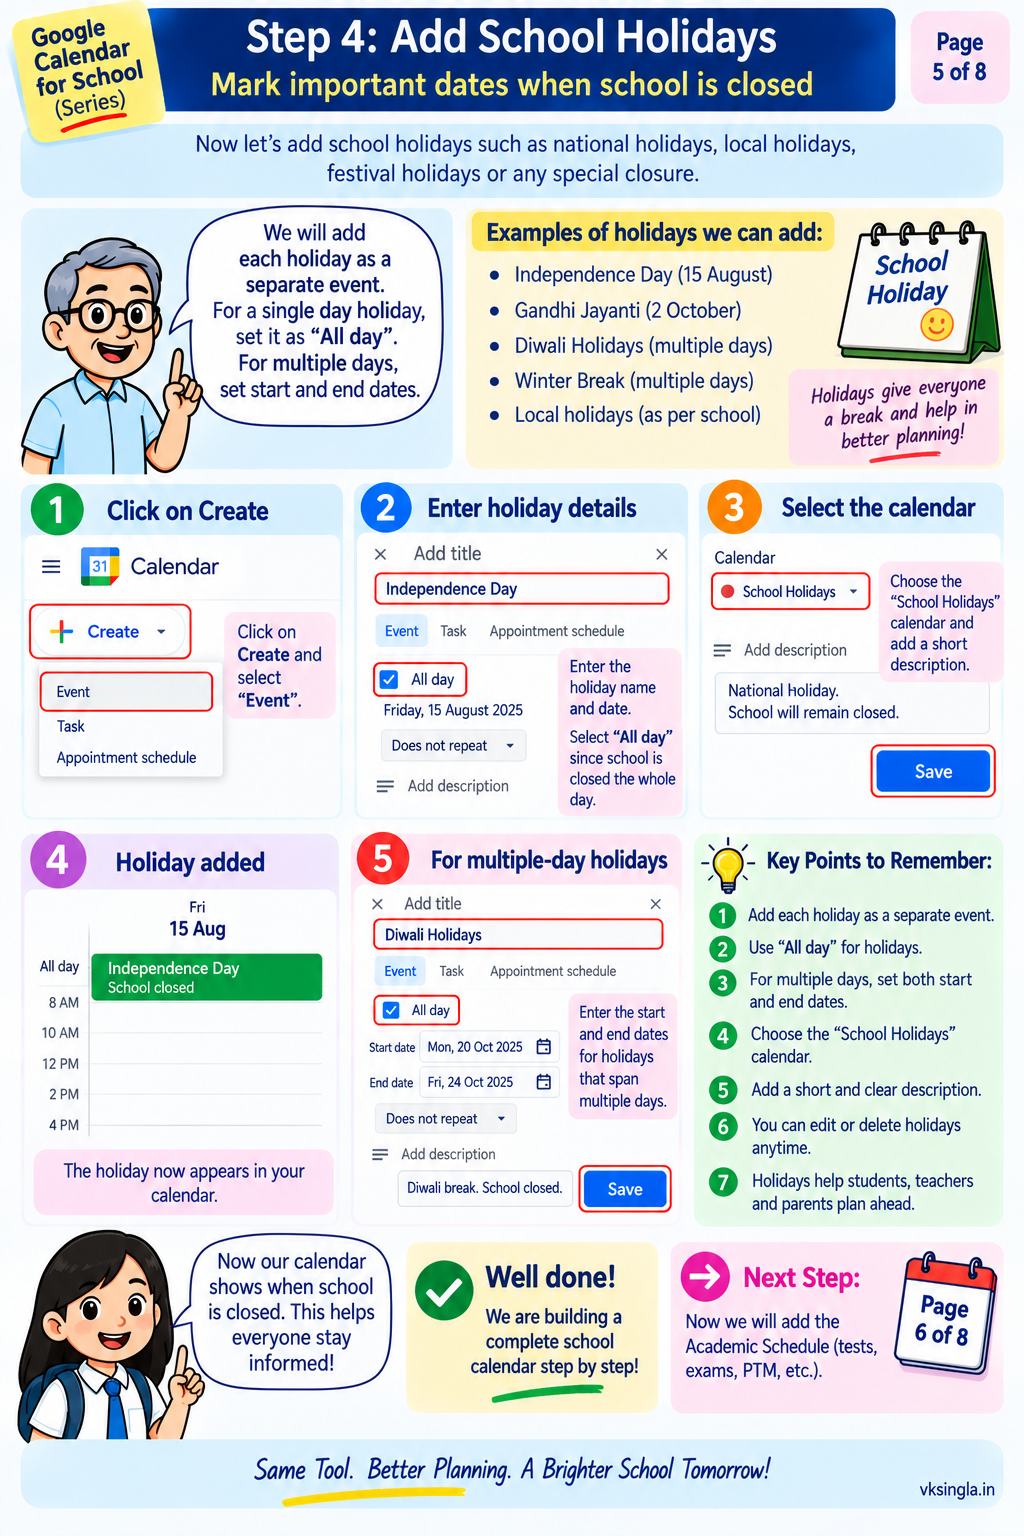 Google
Calendar
for School
(Series)
Step 4: Add School Holidays
Mark important dates when school is closed
Page
5 of 8
Now let's add school holidays such as national holidays, local holidays,
festival holidays or any special closure.
We will add
each holiday as a
separate event.
For a single day holiday,
set it as “All day”.
For multiple days,
set start and end dates.
Examples of holidays we can add:
• Independence Day (15 August)
• Gandhi Jayanti (2 October)
• Diwali Holidays (multiple days)
• Winter Break (multiple days)
• Local holidays (as per school)
School
Holiday
Holidays give everyone
a break and help in
better planning!
1 Click on Create
31 Calendar
Create
Event
Task
Appointment schedule
Click on
Create and
select
“Event”.
2 Enter holiday details
Add title
Independence Day
Event Task Appointment schedule
All day
Friday, 15 August 2025
Does not repeat
Add description
Enter the
holiday name
and date.
Select “All day”
since school is
closed the whole
day.
3 Select the calendar
Calendar
School Holidays
Add description
National Holiday.
School will remain closed.
Choose the
“School Holidays”
calendar and
add a short
description.
Save
4 Holiday added
Fri
15 Aug
All day
Independence Day
School closed
8 AM
10 AM
12 PM
2 PM
4 PM
The holiday now appears in your
calendar.
5 For multiple-day holidays
Add title
Diwali Holidays
Event Task Appointment schedule
All day
Start date Mon, 20 Oct 2025
End date Fri, 24 Oct 2025
Does not repeat
Add description
Diwali break. School closed.
Save
Enter the start
and end dates
for holidays
that span
multiple days.
Key Points to Remember:
1 Add each holiday as a separate event.
2 Use “All day” for holidays.
3 For multiple days, set both start
and end dates.
4 Choose the “School Holidays”
calendar.
5 Add a short and clear description.
6 You can edit or delete holidays
anytime.
7 Holidays help students, teachers
and parents plan ahead.
Now our calendar
shows when school
is closed. This helps
everyone stay
informed!
Well done!
We are building a
complete school
calendar step by step!
Next Step:
Now we will add the
Academic Schedule (tests,
exams, PTM, etc.).
Page
6 of 8
Same Tool. Better Planning. A Brighter School Tomorrow!
vksingla.in